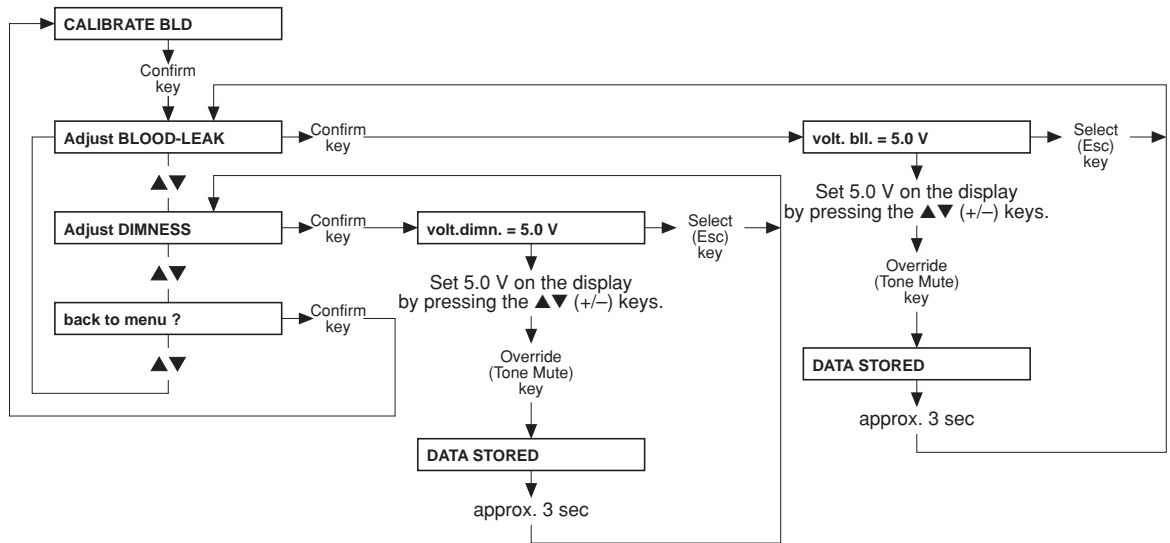 CALIBRATE BLD
Confirm
key
Adjust BLOOD-LEAK
Confirm
key
volt. bll. = 5.0 V
Select
(Esc)
key
▲▼
Set 5.0 V on the display
by pressing the ▲▼ (+/–) keys.
Adjust DIMNESS
Confirm
key
volt.dimn. = 5.0 V
Select
(Esc)
key
▲▼
Set 5.0 V on the display
by pressing the ▲▼ (+/–) keys.
Override
(Tone Mute)
key
back to menu ?
Confirm
key
▲▼
Override
(Tone Mute)
key
DATA STORED
approx. 3 sec
DATA STORED
approx. 3 sec